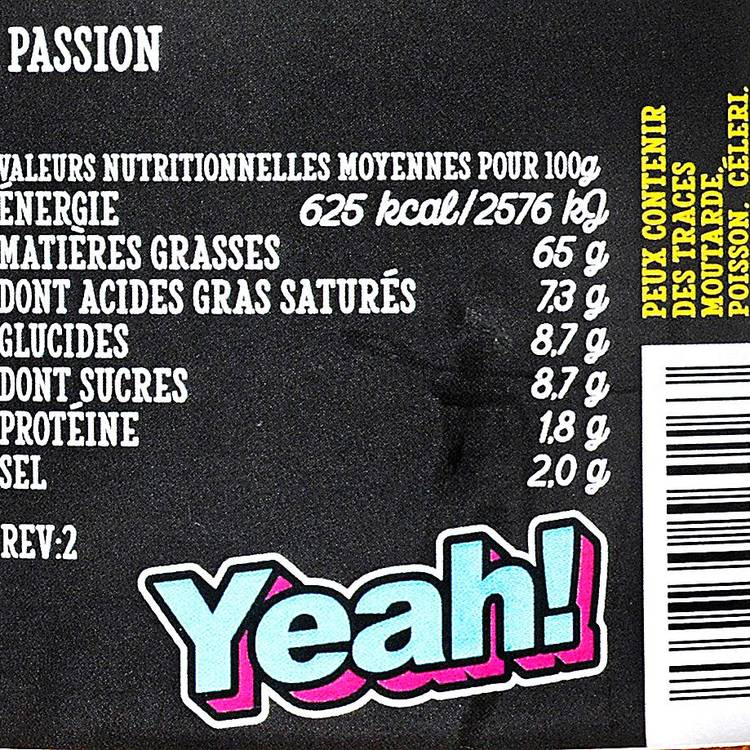 PASSION
VALEURS NUTRITIONNELLES MOYENNES POUR 100g
ÉNERGIE 625 kcal/2576 kJ
MATIÈRES GRASSES 65 g
DONT ACIDES GRAS SATURÉS 7,3 g
GLUCIDES 8,7 g
DONT SUCRES 8,7 g
PROTÉINE 1,8 g
SEL 2,0 g
REV:2
Yeah!
PEUX CONTENIR
DES TRACES
MOUTARDE,
POISSON, CÉLERI,